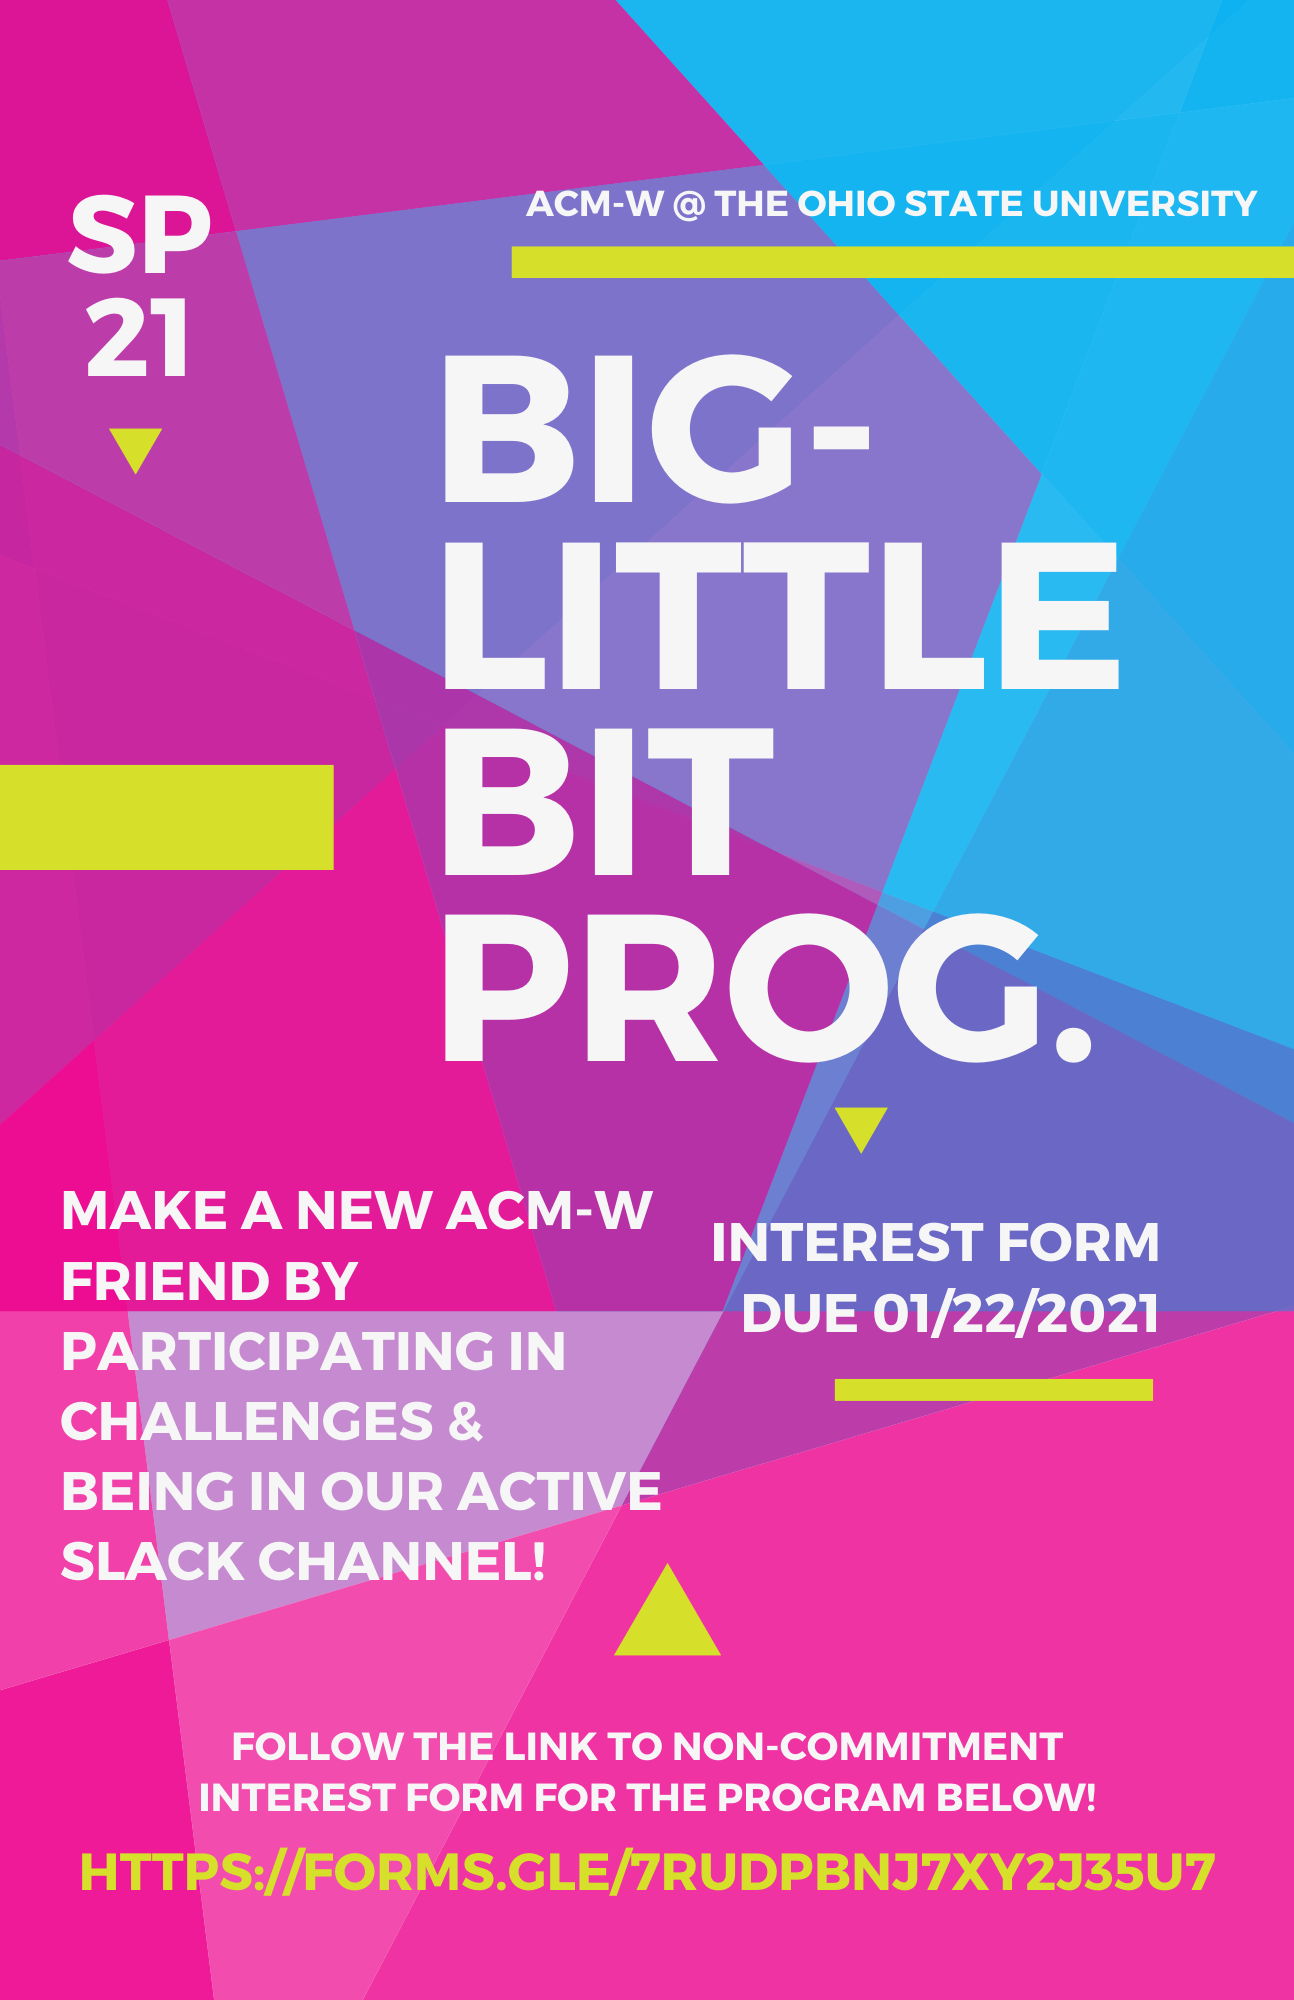 SP
21
ACM-W @ THE OHIO STATE UNIVERSITY
BIG-
LITTLE
BIT
PROG.
MAKE A NEW ACM-W
FRIEND BY
PARTICIPATING IN
CHALLENGES &
BEING IN OUR ACTIVE
SLACK CHANNEL!
INTEREST FORM
DUE 01/22/2021
FOLLOW THE LINK TO NON-COMMITMENT
INTEREST FORM FOR THE PROGRAM BELOW!
HTTPS://FORMS.GLE/7RUDPBNJ7XY2J35U7